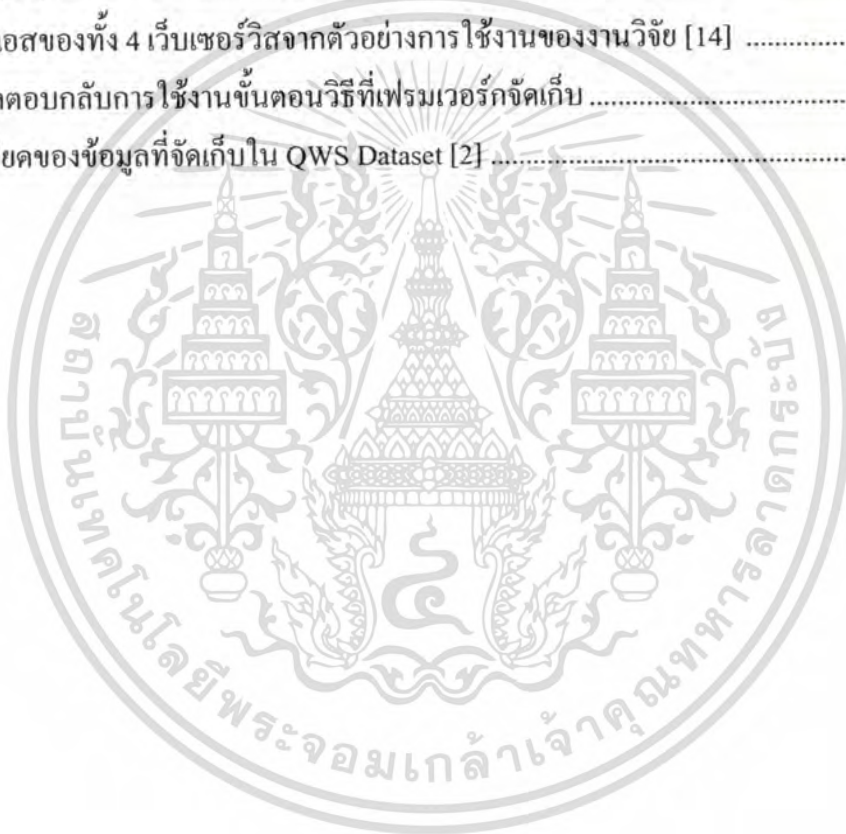 เอสของทั้ง 4 เว็บเซอร์วิสจากตัวอย่างการใช้งานของงานวิจัย [14] ................
ตอบกลับการใช้งานขั้นตอนวิธีที่เฟรมเวอร์กจัดเก็บ ........................................
ยดของข้อมูลที่จัดเก็บใน QWS Dataset [2] ........................................................
สถาบันเทคโนโลยีพระจอมเกล้าเจ้าคุณทหารลาดกระบัง